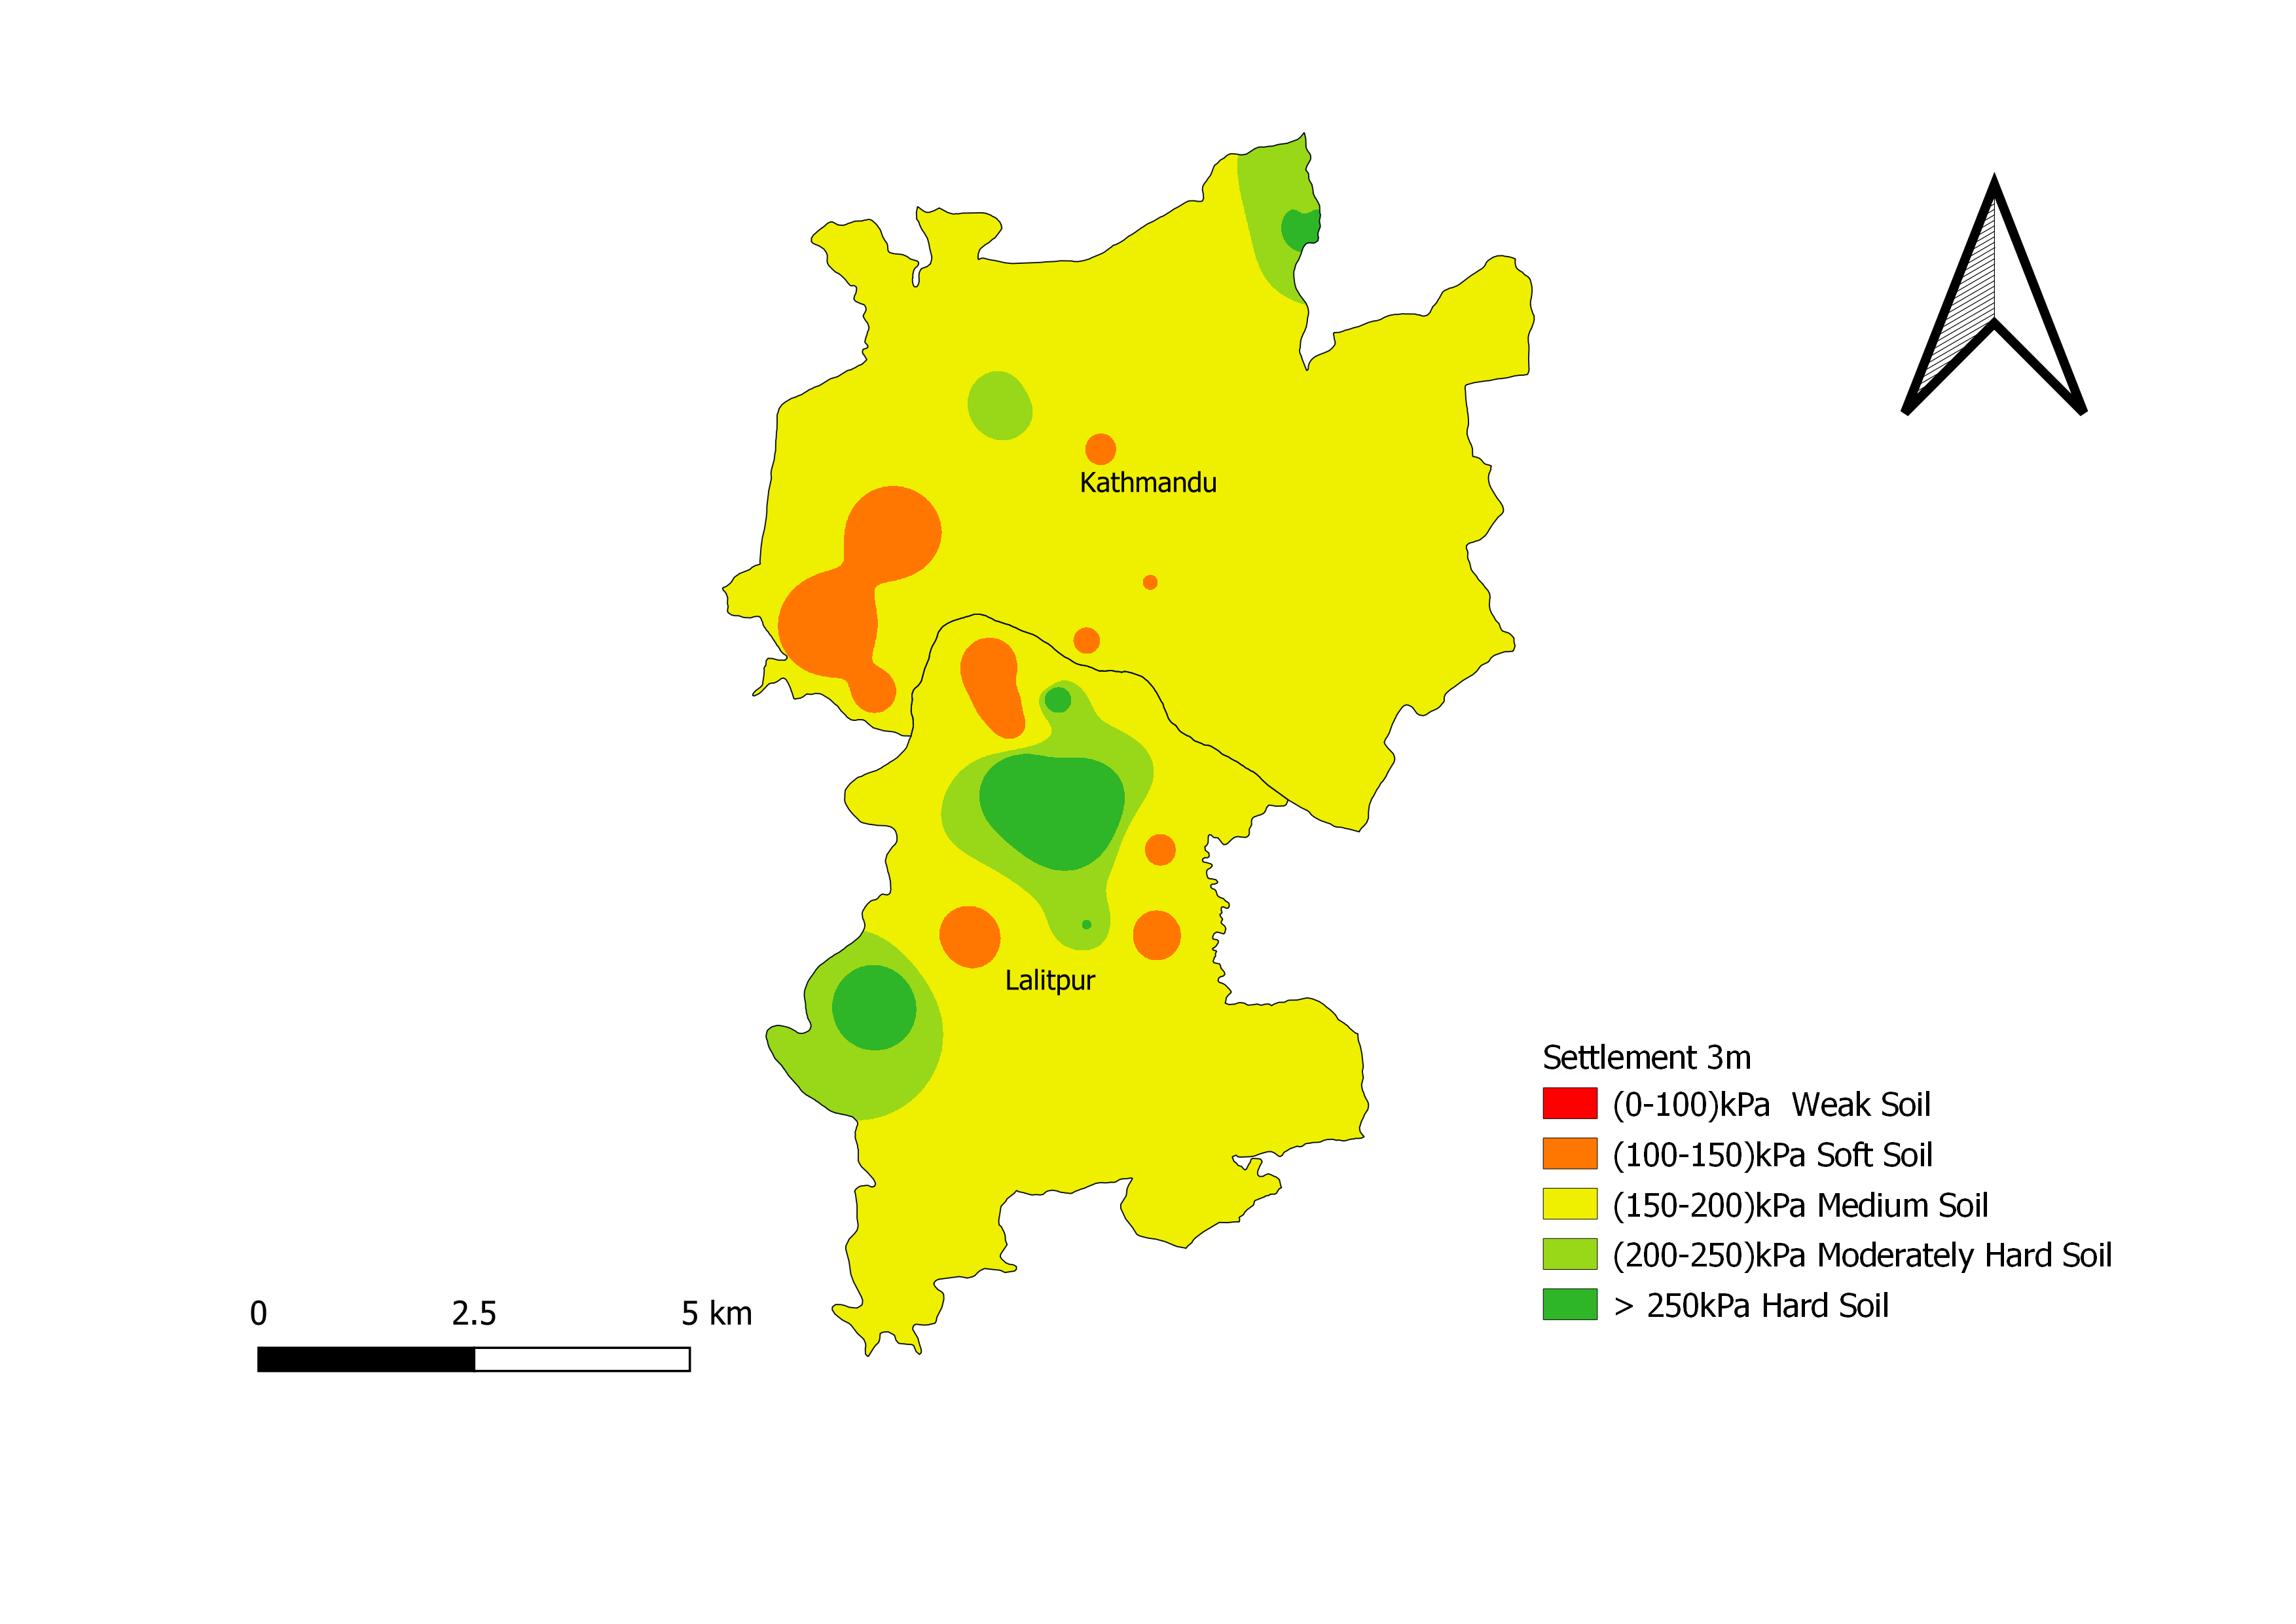 Kathmandu
Lalitpur
Settlement 3m
(0-100)kPa  Weak Soil
(100-150)kPa Soft Soil
(150-200)kPa Medium Soil
(200-250)kPa Moderately Hard Soil
> 250kPa Hard Soil
0 2.5 5 km